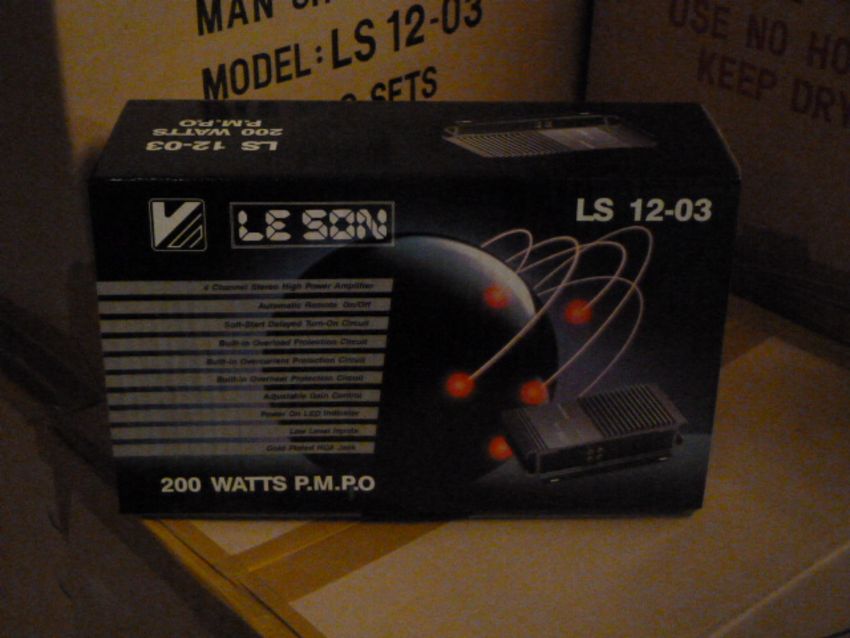 MAN
MODEL: LS 12-03
SETS
USE NO HO
KEEP DRY
LS 12-03
200 WATTS
P.M.P.O
LE SON
LS 12-03
4 Channel Stereo High Power Amplifier
Automatic Remote On/Off
Soft-Start Delayed Turn-On Circuit
Built-in Overload Protection Circuit
Built-in Overcurrent Protection Circuit
Built-in Overheat Protection Circuit
Adjustable Gain Control
Power On LED Indicator
Low Level Inputs
Gold Plated RCA Jack
200 WATTS P.M.P.O